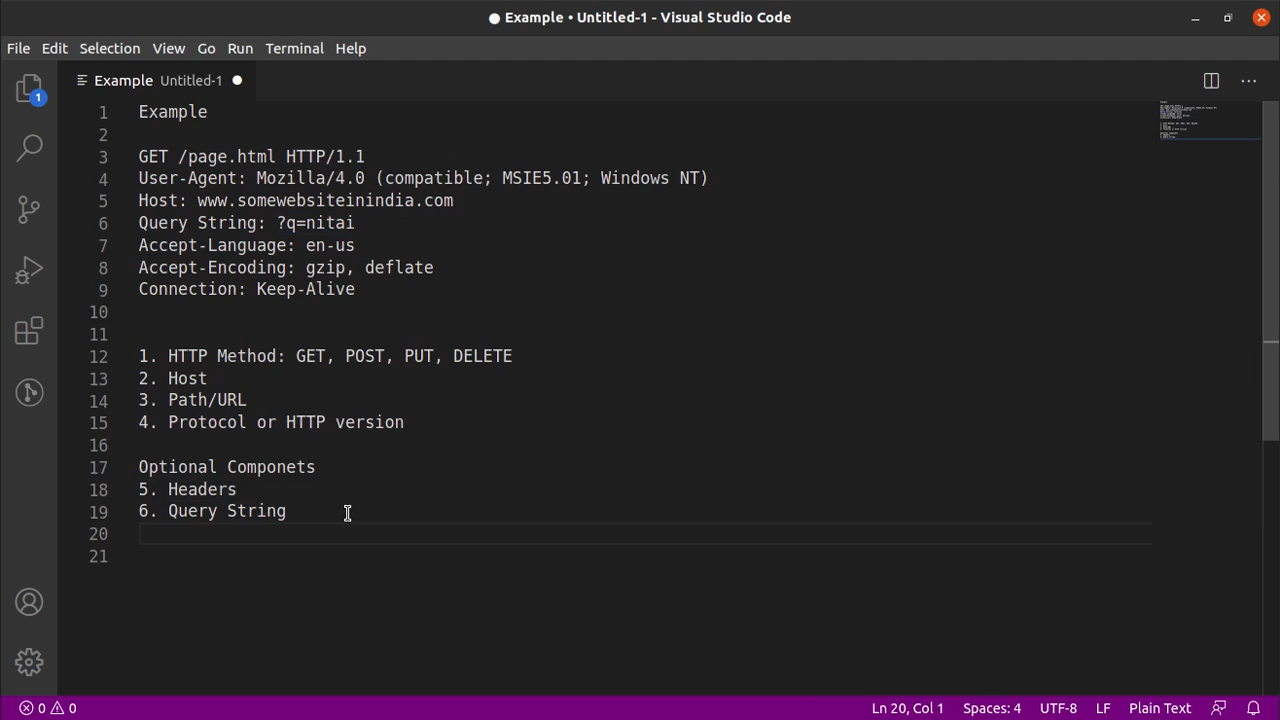 ● Example • Untitled-1 - Visual Studio Code
File Edit Selection View Go Run Terminal Help
Example Untitled-1 ●
1
1 Example
2
3 GET /page.html HTTP/1.1
4 User-Agent: Mozilla/4.0 (compatible; MSIE5.01; Windows NT)
5 Host: www.somewebsiteinindia.com
6 Query String: ?q=nitai
7 Accept-Language: en-us
8 Accept-Encoding: gzip, deflate
9 Connection: Keep-Alive
10
11
12 1. HTTP Method: GET, POST, PUT, DELETE
13 2. Host
14 3. Path/URL
15 4. Protocol or HTTP version
16
17 Optional Componets
18 5. Headers
19 6. Query String
20
21
0 0 Ln 20, Col 1 Spaces: 4 UTF-8 LF Plain Text